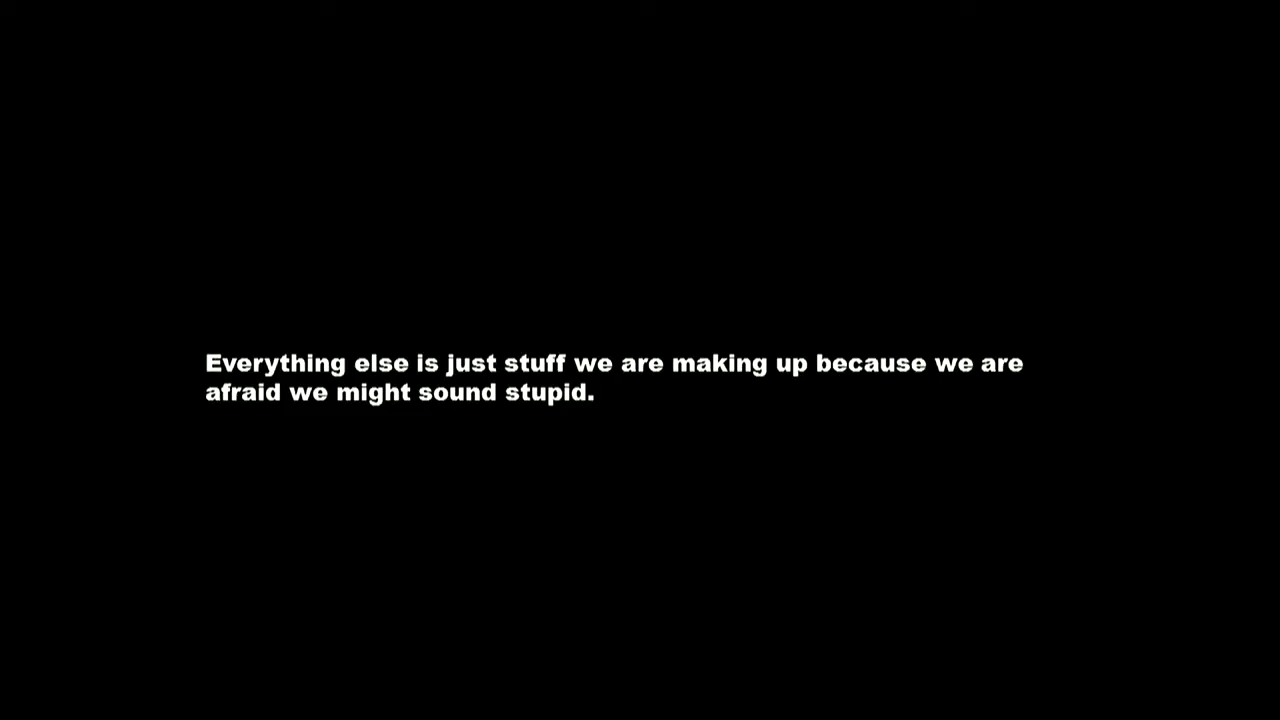 Everything else is just stuff we are making up because we are
afraid we might sound stupid.